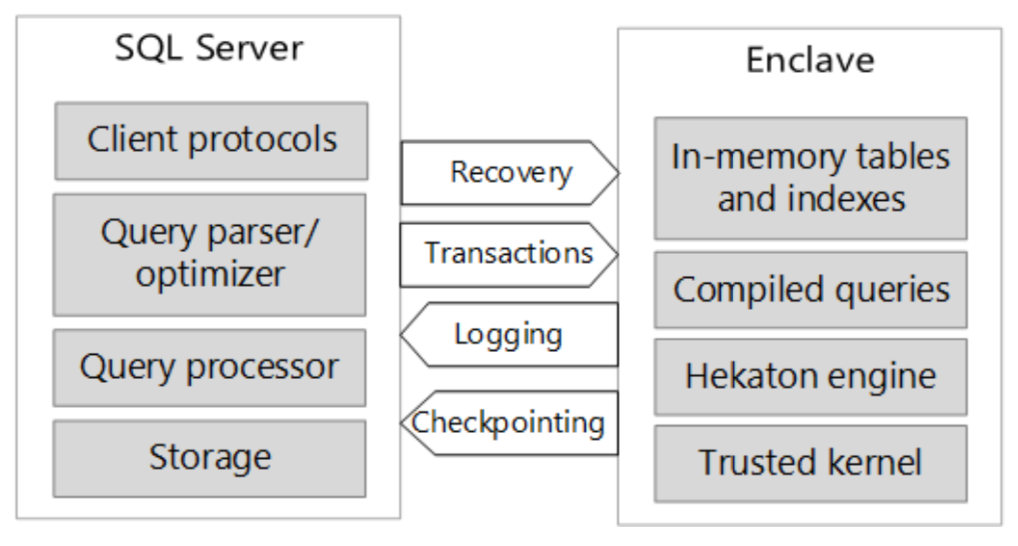 SQL Server
Client protocols
Query parser/
optimizer
Query processor
Storage
Recovery
Transactions
Logging
Checkpointing
Enclave
In-memory tables
and indexes
Compiled queries
Hekaton engine
Trusted kernel